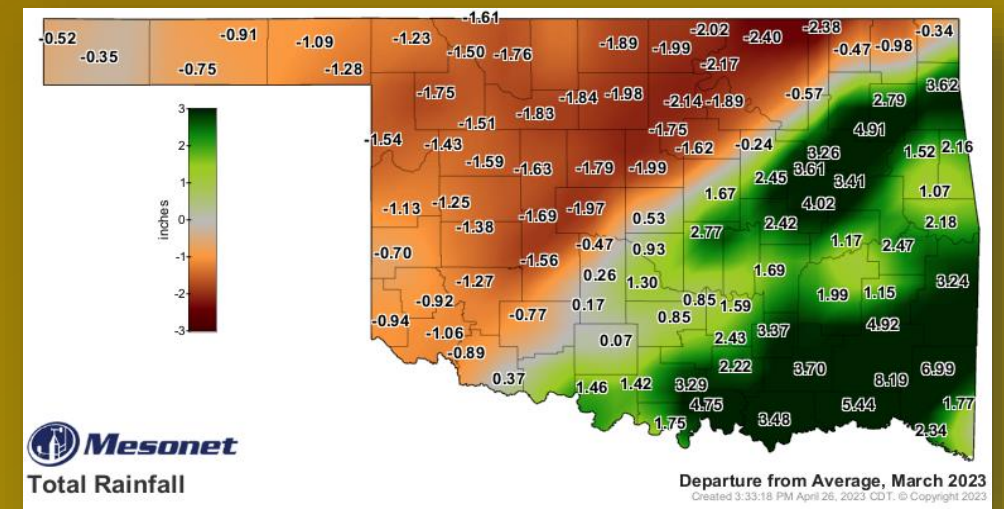 -1.61
-2.02 -2.38
-0.52 -0.91 -1.09 -1.23 -1.89 -1.99 -2.40 -0.47 -0.98 -0.34
-0.35 -1.50 -1.76
-0.75 -1.28 -2.17
-1.75 -1.84 -1.98 -2.14 -1.89 -0.57 2.79 3.62
3
-1.51 -1.83 -1.75 4.91
-1.54 -1.43 -1.62 -0.24 3.26 1.52 2.16
2
-1.59 -1.63 -1.79 -1.99 2.45 3.61 3.41
1
-1.13 -1.25 1.67 4.02 1.07
0
inches
-1.38 -1.69 -1.97 0.53 2.77 2.42 2.18
-0.70 -0.47 0.93 1.17 2.47
-1
-1.56 1.69
-1.27 0.26 1.30 3.24
-2
-0.92 0.17 0.85 1.59 1.99 1.15
-0.94 -0.77 0.85
-3
-1.06 0.07 2.43 3.37 4.92
-0.89 2.22 3.70 6.99
0.37 1.46 1.42 3.29 8.19
4.75 5.44 1.77
1.75 3.48 2.34
Mesonet
Total Rainfall
Departure from Average, March 2023
Created 3:33:18 PM April 26, 2023 CDT. © Copyright 2023